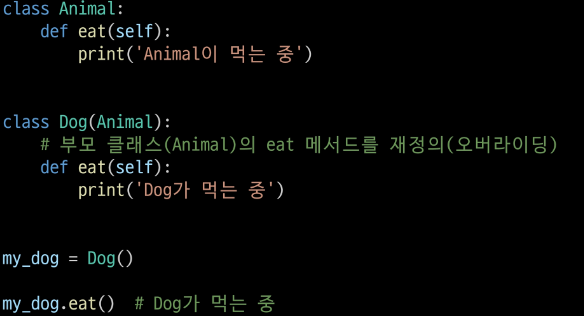 class Animal:
    def eat(self):
        print('Animal이 먹는 중')
class Dog(Animal):
    # 부모 클래스(Animal)의 eat 메서드를 재정의(오버라이딩)
    def eat(self):
        print('Dog가 먹는 중')
my_dog = Dog()
my_dog.eat()  # Dog가 먹는 중